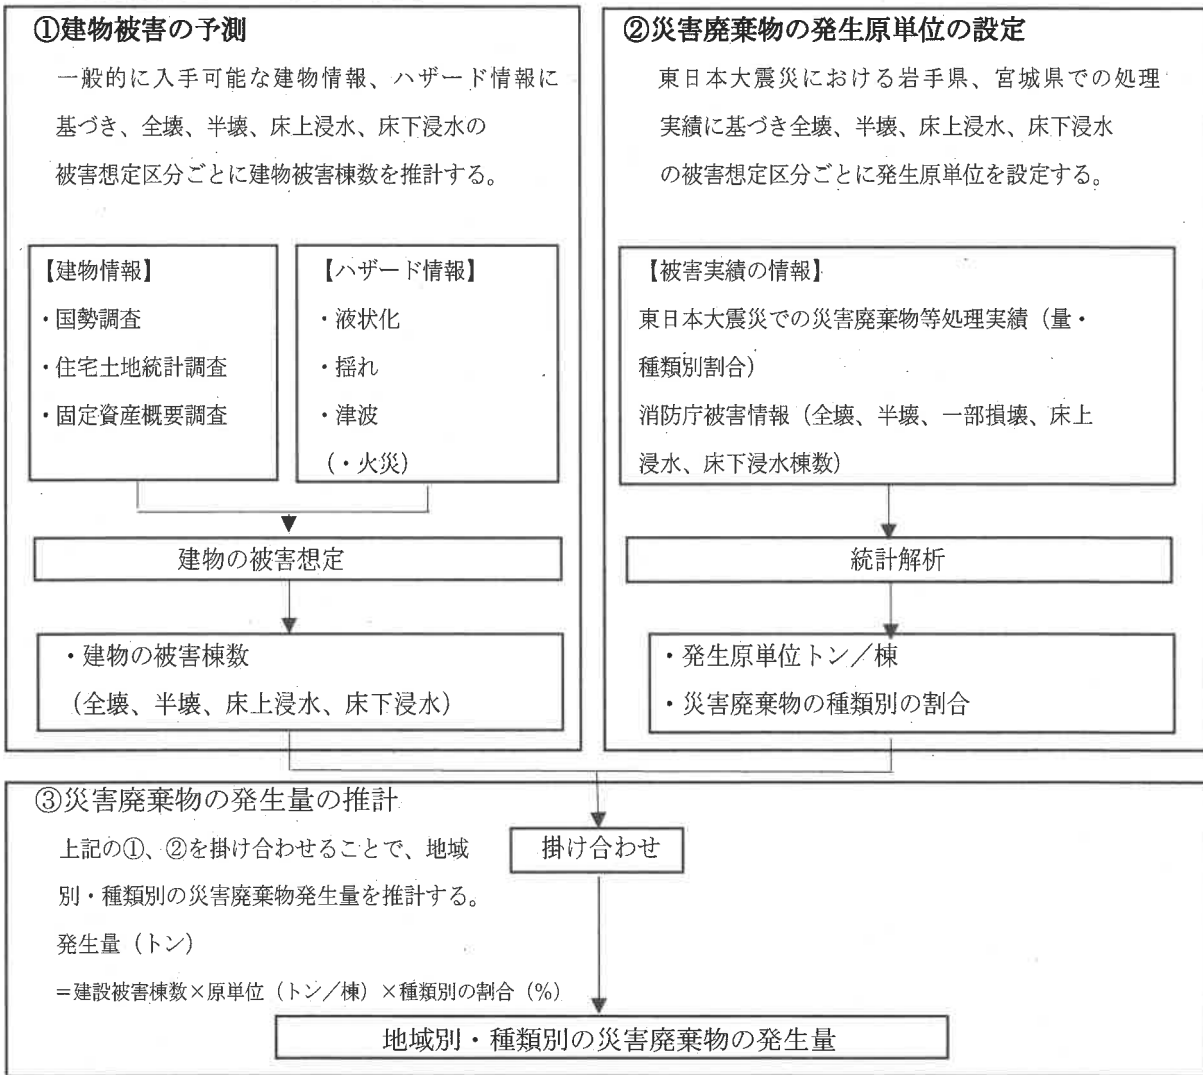 ①建物被害の予測
一般的に入手可能な建物情報、ハザード情報に
基づき、全壊、半壊、床上浸水、床下浸水の
被害想定区分ごとに建物被害棟数を推計する。
【建物情報】
・国勢調査
・住宅土地統計調査
・固定資産概要調査
【ハザード情報】
・液状化
・揺れ
・津波
（・火災）
建物の被害想定
・建物の被害棟数
（全壊、半壊、床上浸水、床下浸水）
②災害廃棄物の発生原単位の設定
東日本大震災における岩手県、宮城県での処理
実績に基づき全壊、半壊、床上浸水、床下浸水
の被害想定区分ごとに発生原単位を設定する。
【被害実績の情報】
東日本大震災での災害廃棄物等処理実績（量・
種類別割合）
消防庁被害情報（全壊、半壊、一部損壊、床上
浸水、床下浸水棟数）
統計解析
・発生原単位トン／棟
・災害廃棄物の種類別の割合
③災害廃棄物の発生量の推計
上記の①、②を掛け合わせることで、地域
別・種類別の災害廃棄物発生量を推計する。
発生量（トン）
＝建設被害棟数×原単位（トン／棟）×種類別の割合（%）
掛け合わせ
地域別・種類別の災害廃棄物の発生量